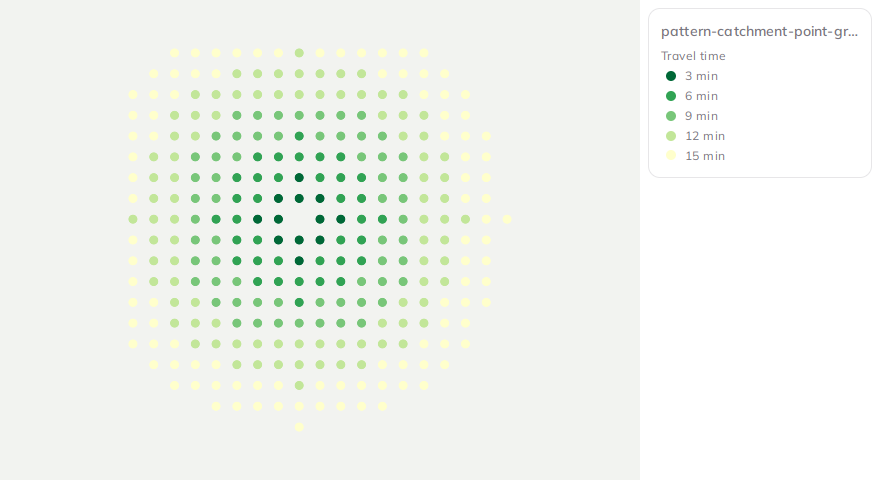 pattern-catchment-point-gr...
Travel time
3 min
6 min
9 min
12 min
15 min